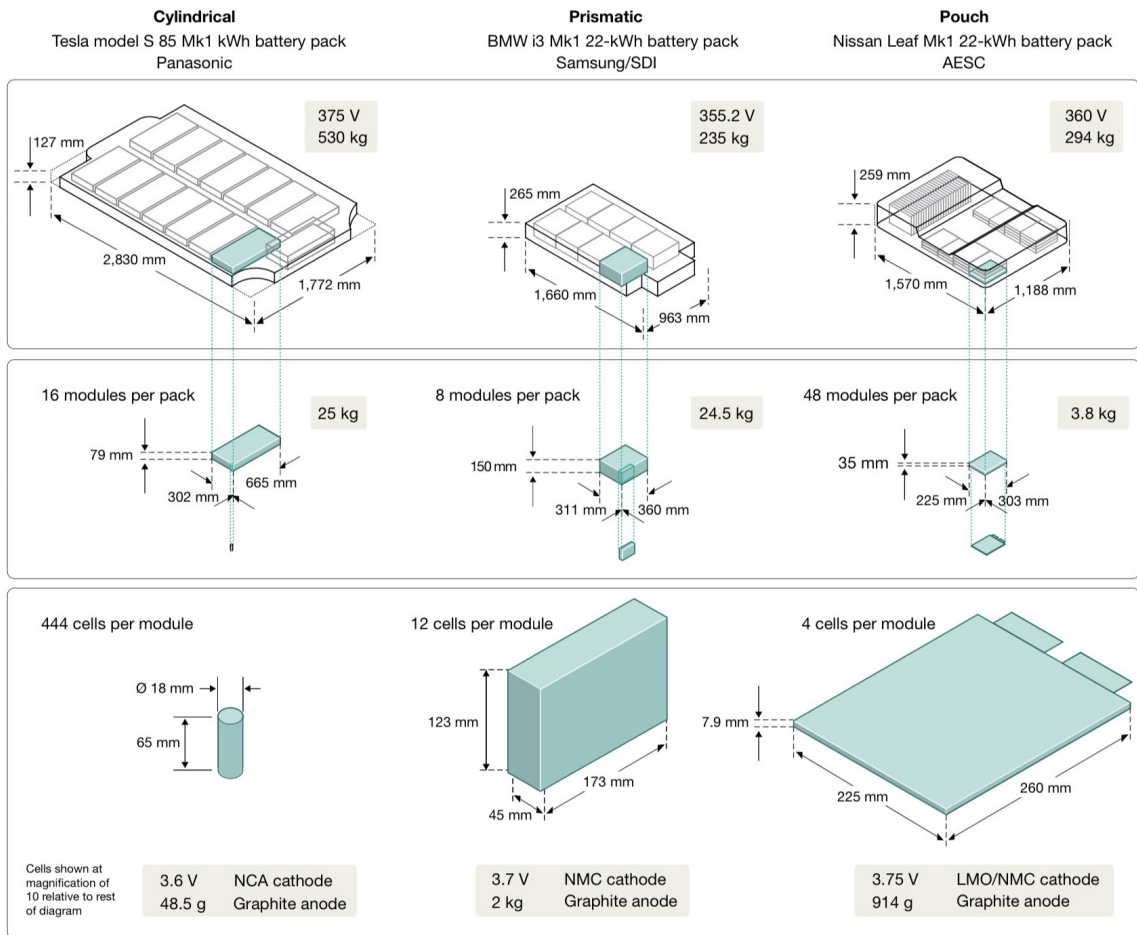 Cylindrical
Tesla model S 85 Mk1 kWh battery pack
Panasonic
Prismatic
BMW i3 Mk1 22-kWh battery pack
Samsung/SDI
Pouch
Nissan Leaf Mk1 22-kWh battery pack
AESC
375 V
530 kg
127 mm
2,830 mm
1,772 mm
355.2 V
235 kg
265 mm
1,660 mm
963 mm
360 V
294 kg
259 mm
1,570 mm
1,188 mm
16 modules per pack
25 kg
79 mm
302 mm
665 mm
8 modules per pack
24.5 kg
150 mm
311 mm
360 mm
48 modules per pack
3.8 kg
35 mm
225 mm
303 mm
444 cells per module
Ø 18 mm
65 mm
12 cells per module
123 mm
45 mm
173 mm
4 cells per module
7.9 mm
225 mm
260 mm
Cells shown at
magnification of
10 relative to rest
of diagram
3.6 V NCA cathode
48.5 g Graphite anode
3.7 V NMC cathode
2 kg Graphite anode
3.75 V LMO/NMC cathode
914 g Graphite anode